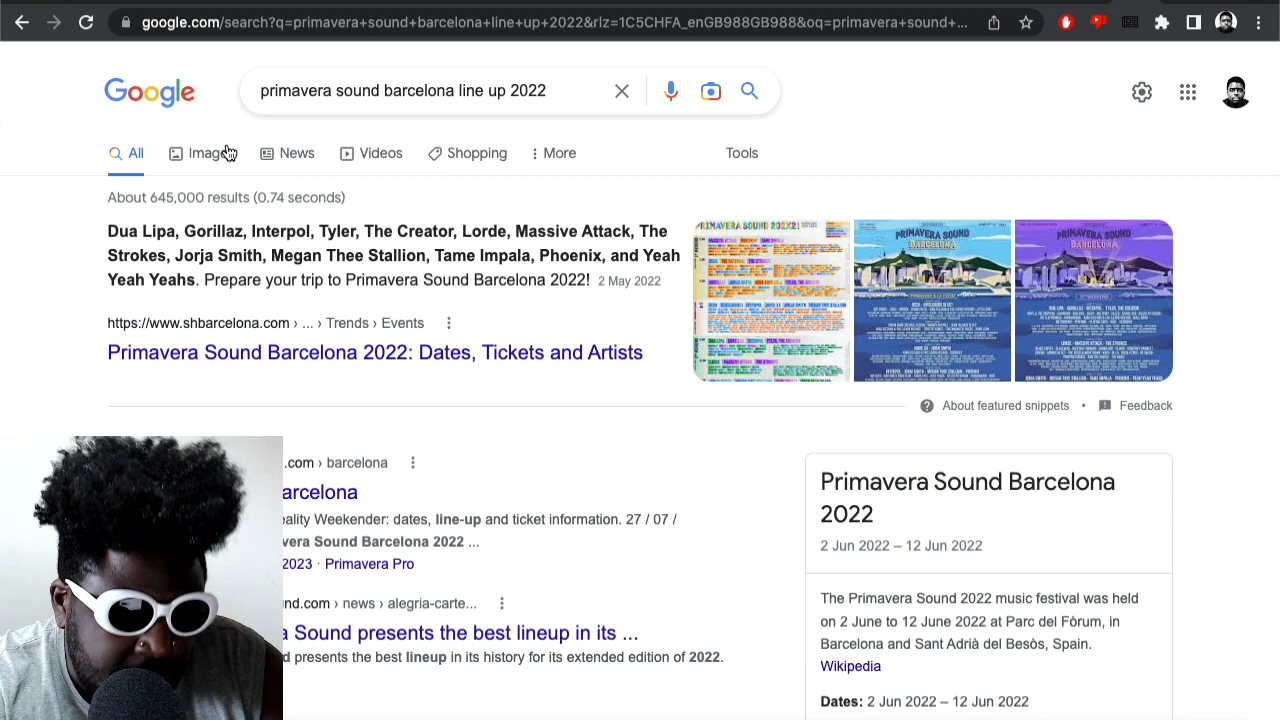 google.com/search?q=primavera+sound+barcelona+line+up+2022&rlz=1C5CHFA_enGB988GB988&oq=primavera+sound+...
Google
primavera sound barcelona line up 2022
All
Images
News
Videos
Shopping
More
Tools
About 645,000 results (0.74 seconds)
Dua Lipa, Gorillaz, Interpol, Tyler, The Creator, Lorde, Massive Attack, The
Strokes, Jorja Smith, Megan Thee Stallion, Tame Impala, Phoenix, and Yeah
Yeah Yeahs. Prepare your trip to Primavera Sound Barcelona 2022! 2 May 2022
https://www.shbarcelona.com › ... › Trends › Events
Primavera Sound Barcelona 2022: Dates, Tickets and Artists
PRIMAVERA SOUND
BARCELONA
PRIMAVERA SOUND
BARCELONA
About featured snippets • Feedback
.com › barcelona
arcelona
eality Weekender: dates, line-up and ticket information. 27 / 07 /
vera Sound Barcelona 2022 ...
2023 · Primavera Pro
nd.com › news › alegria-carte...
a Sound presents the best lineup in its ...
d presents the best lineup in its history for its extended edition of 2022.
Primavera Sound Barcelona
2022
2 Jun 2022 – 12 Jun 2022
The Primavera Sound 2022 music festival was held
on 2 June to 12 June 2022 at Parc del Fòrum, in
Barcelona and Sant Adrià del Besòs, Spain.
Wikipedia
Dates: 2 Jun 2022 – 12 Jun 2022